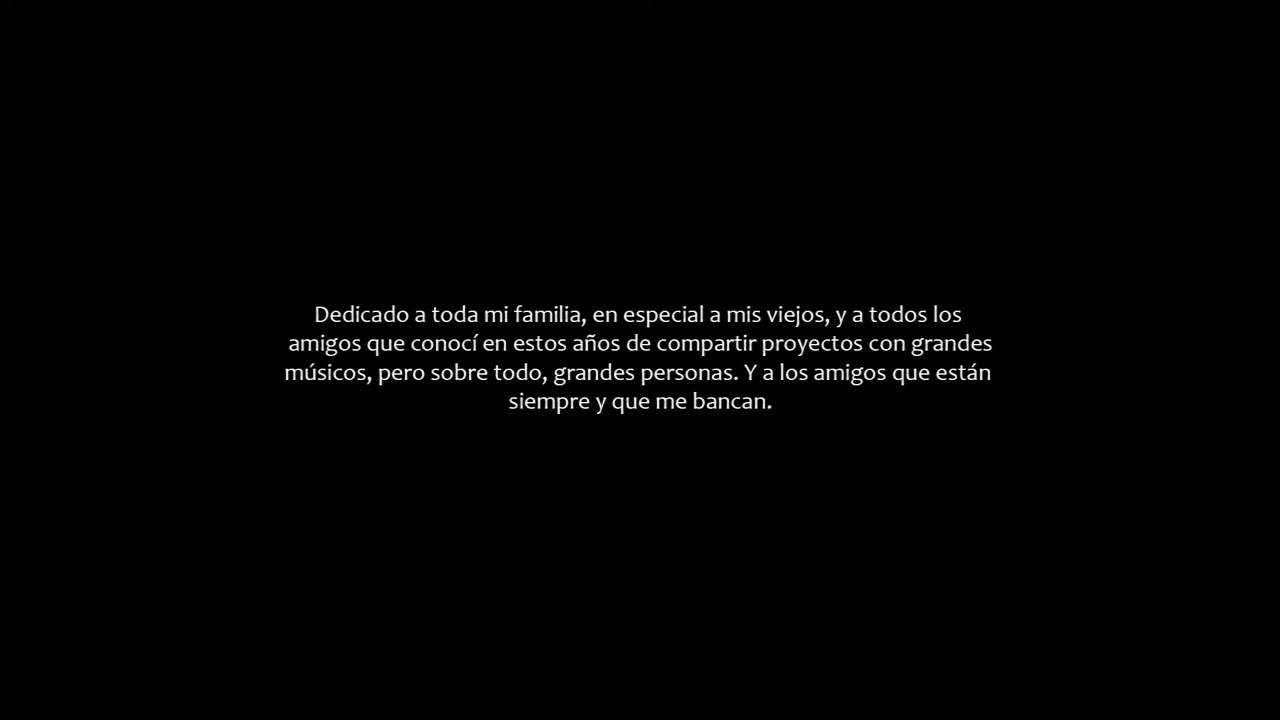 Dedicado a toda mi familia, en especial a mis viejos, y a todos los
amigos que conocí en estos años de compartir proyectos con grandes
músicos, pero sobre todo, grandes personas. Y a los amigos que están
siempre y que me bancan.